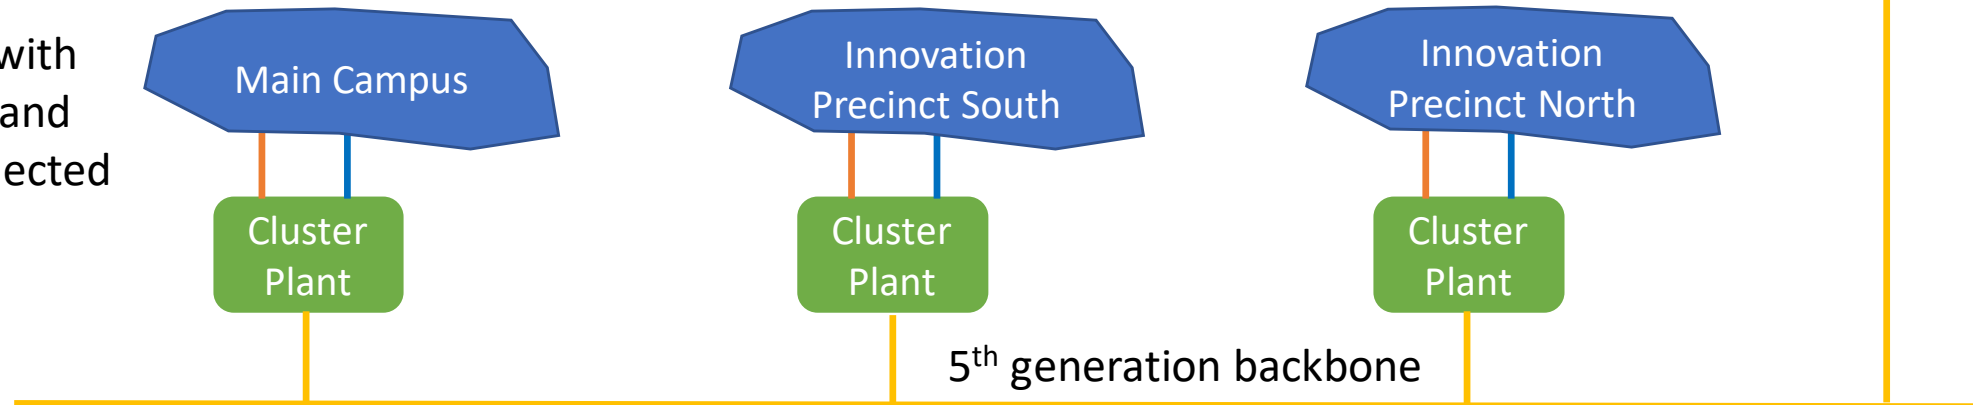 with
and
ected
Main Campus
Innovation
Precinct South
Innovation
Precinct North
Cluster
Plant
Cluster
Plant
Cluster
Plant
5th generation backbone